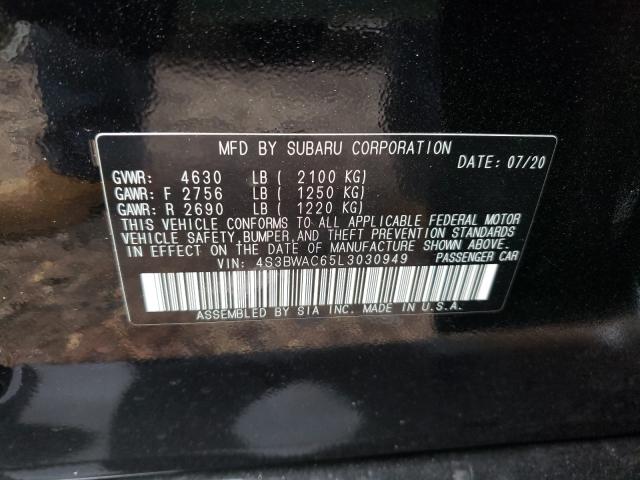 MFD BY SUBARU CORPORATION
DATE: 07/20
GVWR: 4630 LB ( 2100 KG)
GAWR: F 2756 LB ( 1250 KG)
GAWR: R 2690 LB ( 1220 KG)
THIS VEHICLE CONFORMS TO ALL APPLICABLE FEDERAL MOTOR
VEHICLE SAFETY, BUMPER, AND THEFT PREVENTION STANDARDS
IN EFFECT ON THE DATE OF MANUFACTURE SHOWN ABOVE.
VIN: 4S3BWAC65L3030949 PASSENGER CAR
ASSEMBLED BY SIA INC. MADE IN U.S.A.